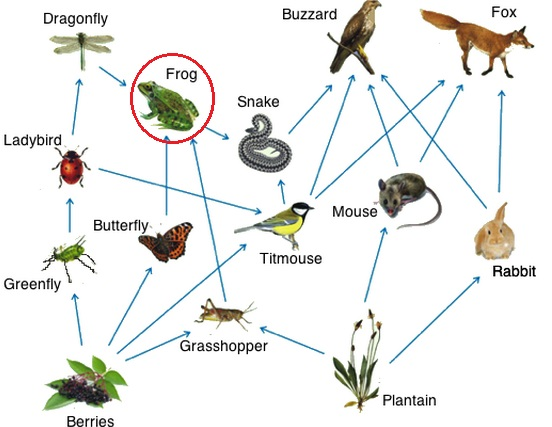 Dragonfly
Buzzard
Fox
Frog
Snake
Ladybird
Butterfly
Mouse
Titmouse
Rabbit
Greenfly
Grasshopper
Plantain
Berries